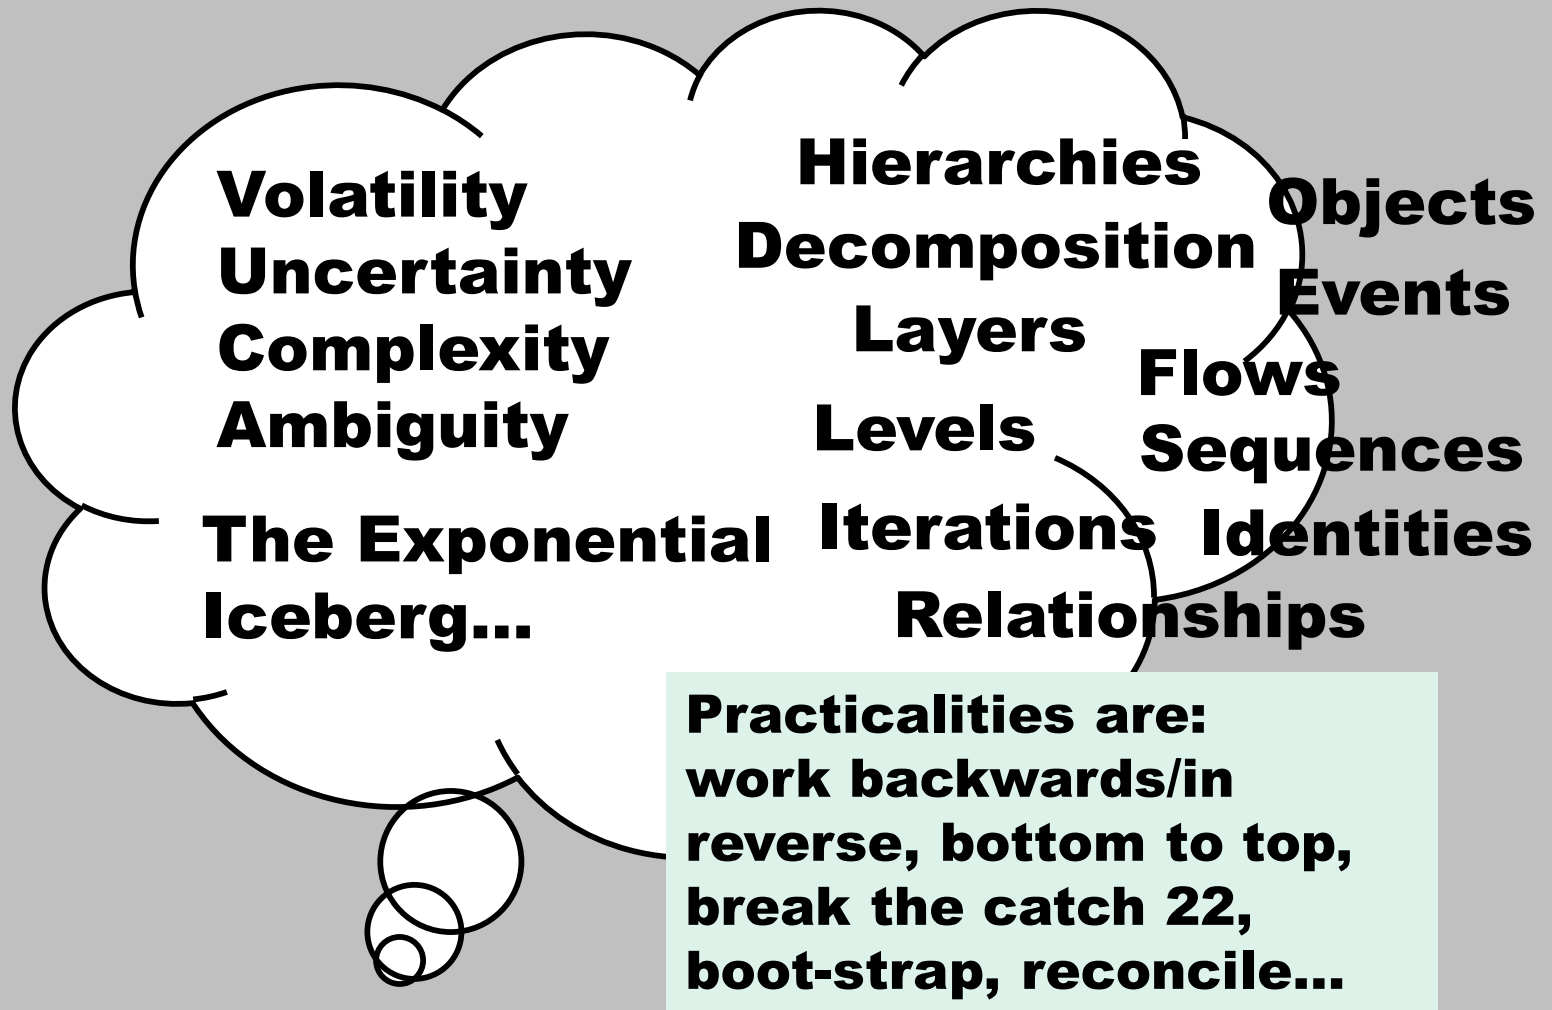 Volatility
Uncertainty
Complexity
Ambiguity
The Exponential
Iceberg...
Hierarchies
Decomposition
Layers
Levels
Iterations
Relationships
Objects
Events
Flows
Sequences
Identities
Practicalities are:
work backwards/in
reverse, bottom to top,
break the catch 22,
boot-strap, reconcile...